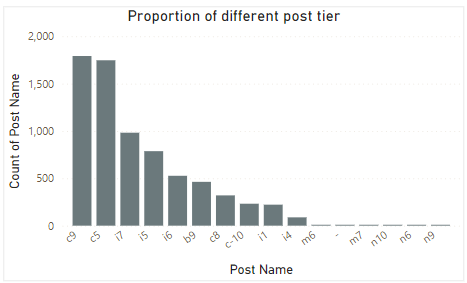 Proportion of different post tier
Count of Post Name
2,000
1,500
1,000
500
0
c9 c5 i7 i5 i6 b9 c8 c-10 i1 i4 m6 - m7 n10 n6 n9
Post Name